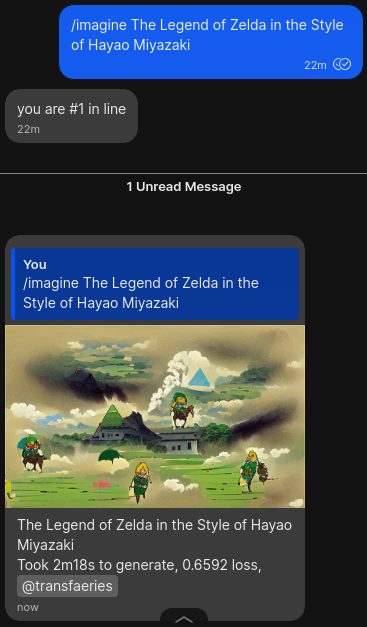 /imagine The Legend of Zelda in the Style
of Hayao Miyazaki
22m
you are #1 in line
22m
1 Unread Message
You
/imagine The Legend of Zelda in the
Style of Hayao Miyazaki
The Legend of Zelda in the Style of Hayao
Miyazaki
Took 2m18s to generate, 0.6592 loss,
@transfaeries
now